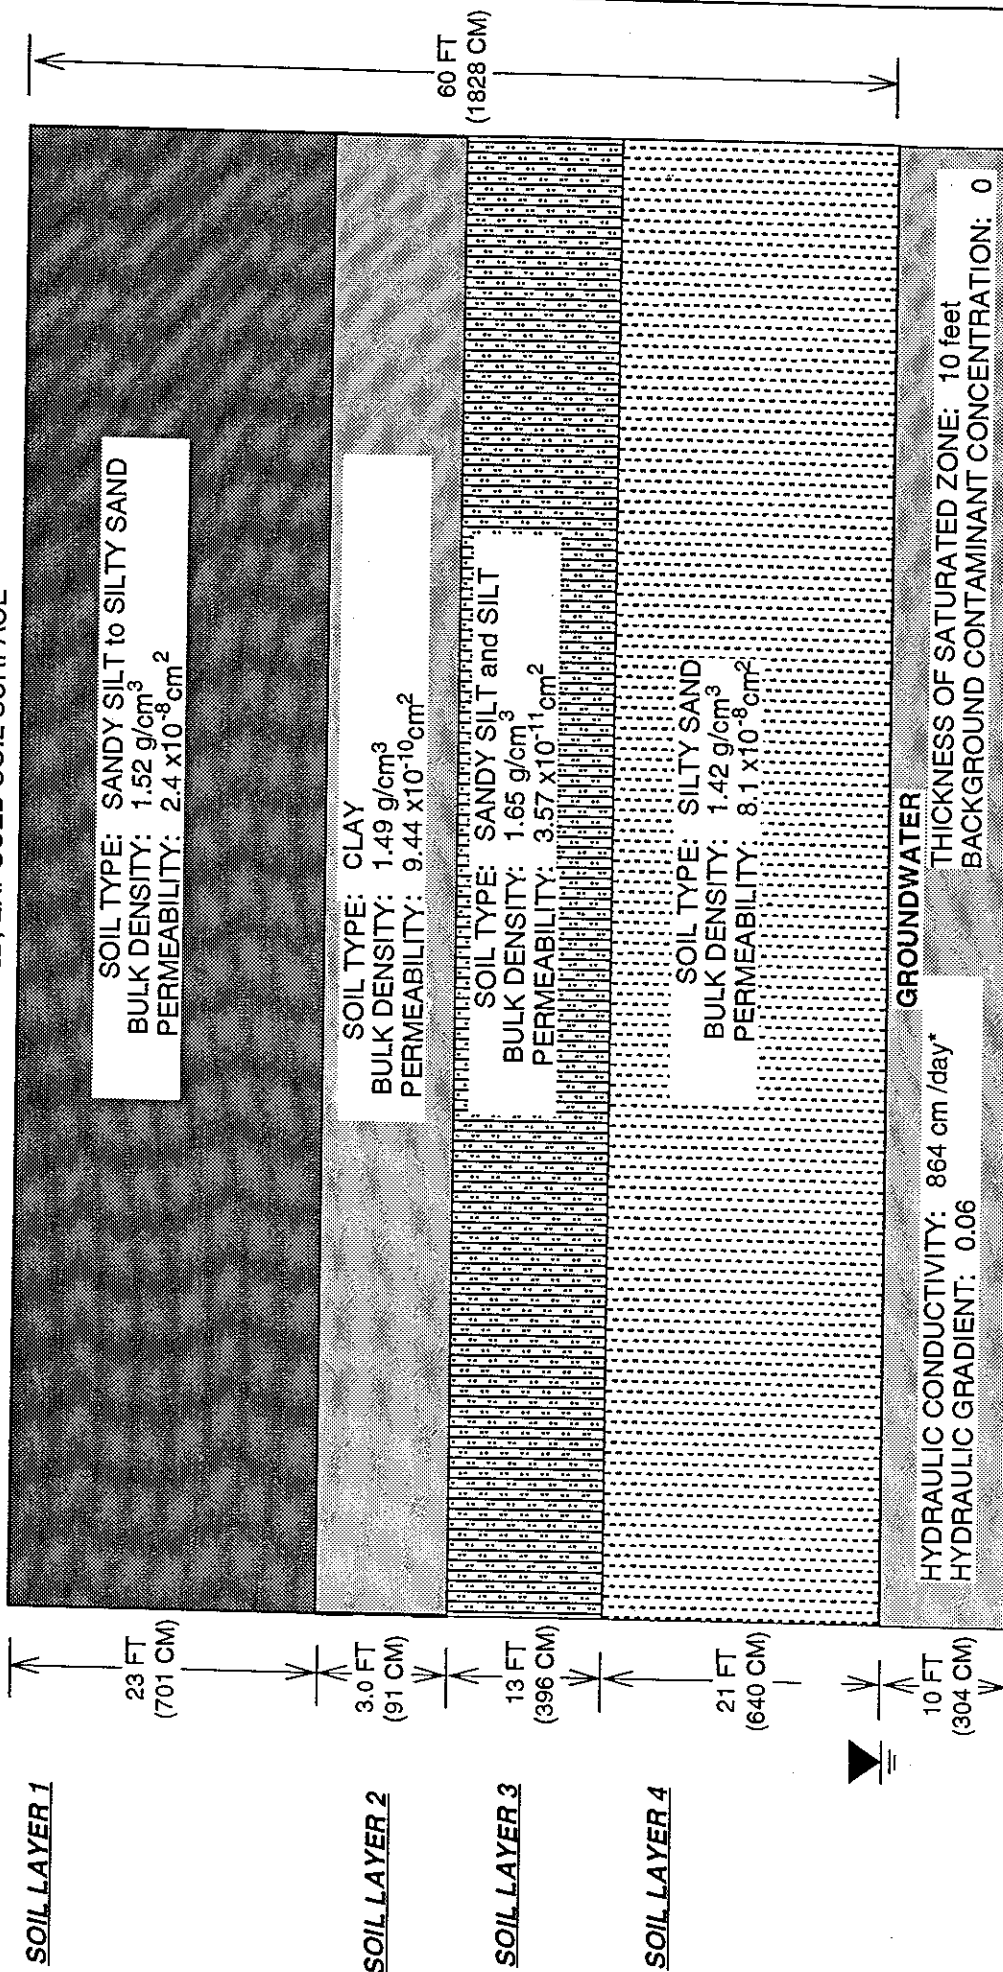 SOIL LAYER 1
23 FT
(701 CM)
SOIL TYPE: SANDY SILT to SILTY SAND
BULK DENSITY: 1.52 g/cm³
PERMEABILITY: 2.4 x10⁻⁸cm²
60 FT
(1828 CM)
SOIL LAYER 2
3.0 FT
(91 CM)
SOIL TYPE: CLAY
BULK DENSITY: 1.49 g/cm³
PERMEABILITY: 9.44 x10⁻¹⁰cm²
SOIL LAYER 3
13 FT
(396 CM)
SOIL TYPE: SANDY SILT and SILT
BULK DENSITY: 1.65 g/cm³
PERMEABILITY: 3.57 x10⁻¹¹cm²
SOIL LAYER 4
21 FT
(640 CM)
SOIL TYPE: SILTY SAND
BULK DENSITY: 1.42 g/cm³
PERMEABILITY: 8.1 x10⁻⁸cm²
GROUNDWATER
10 FT
(304 CM)
HYDRAULIC CONDUCTIVITY: 864 cm /day*
HYDRAULIC GRADIENT: 0.06
THICKNESS OF SATURATED ZONE: 10 feet
BACKGROUND CONTAMINANT CONCENTRATION: 0